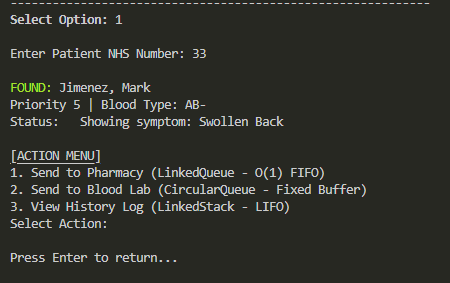 ------------------------------------------------------------
Select Option: 1
Enter Patient NHS Number: 33
FOUND: Jimenez, Mark
Priority 5 | Blood Type: AB-
Status:   Showing symptom: Swollen Back
[ACTION MENU]
1. Send to Pharmacy (LinkedQueue - O(1) FIFO)
2. Send to Blood Lab (CircularQueue - Fixed Buffer)
3. View History Log (LinkedStack - LIFO)
Select Action:
Press Enter to return...